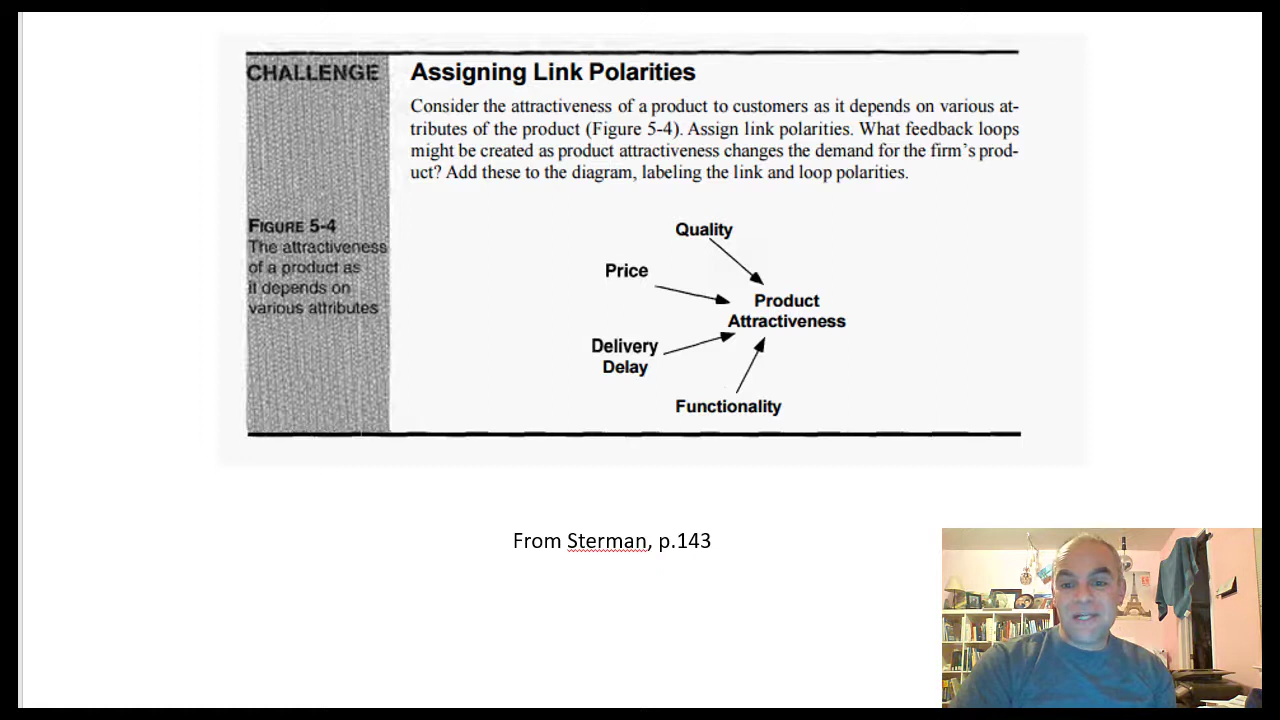 CHALLENGE
Assigning Link Polarities
Consider the attractiveness of a product to customers as it depends on various at-
tributes of the product (Figure 5-4). Assign link polarities. What feedback loops
might be created as product attractiveness changes the demand for the firm's prod-
uct? Add these to the diagram, labeling the link and loop polarities.
FIGURE 5-4
The attractiveness
of a product as
it depends on
various attributes
Quality
Price
Product
Attractiveness
Delivery
Delay
Functionality
From Sterman, p.143